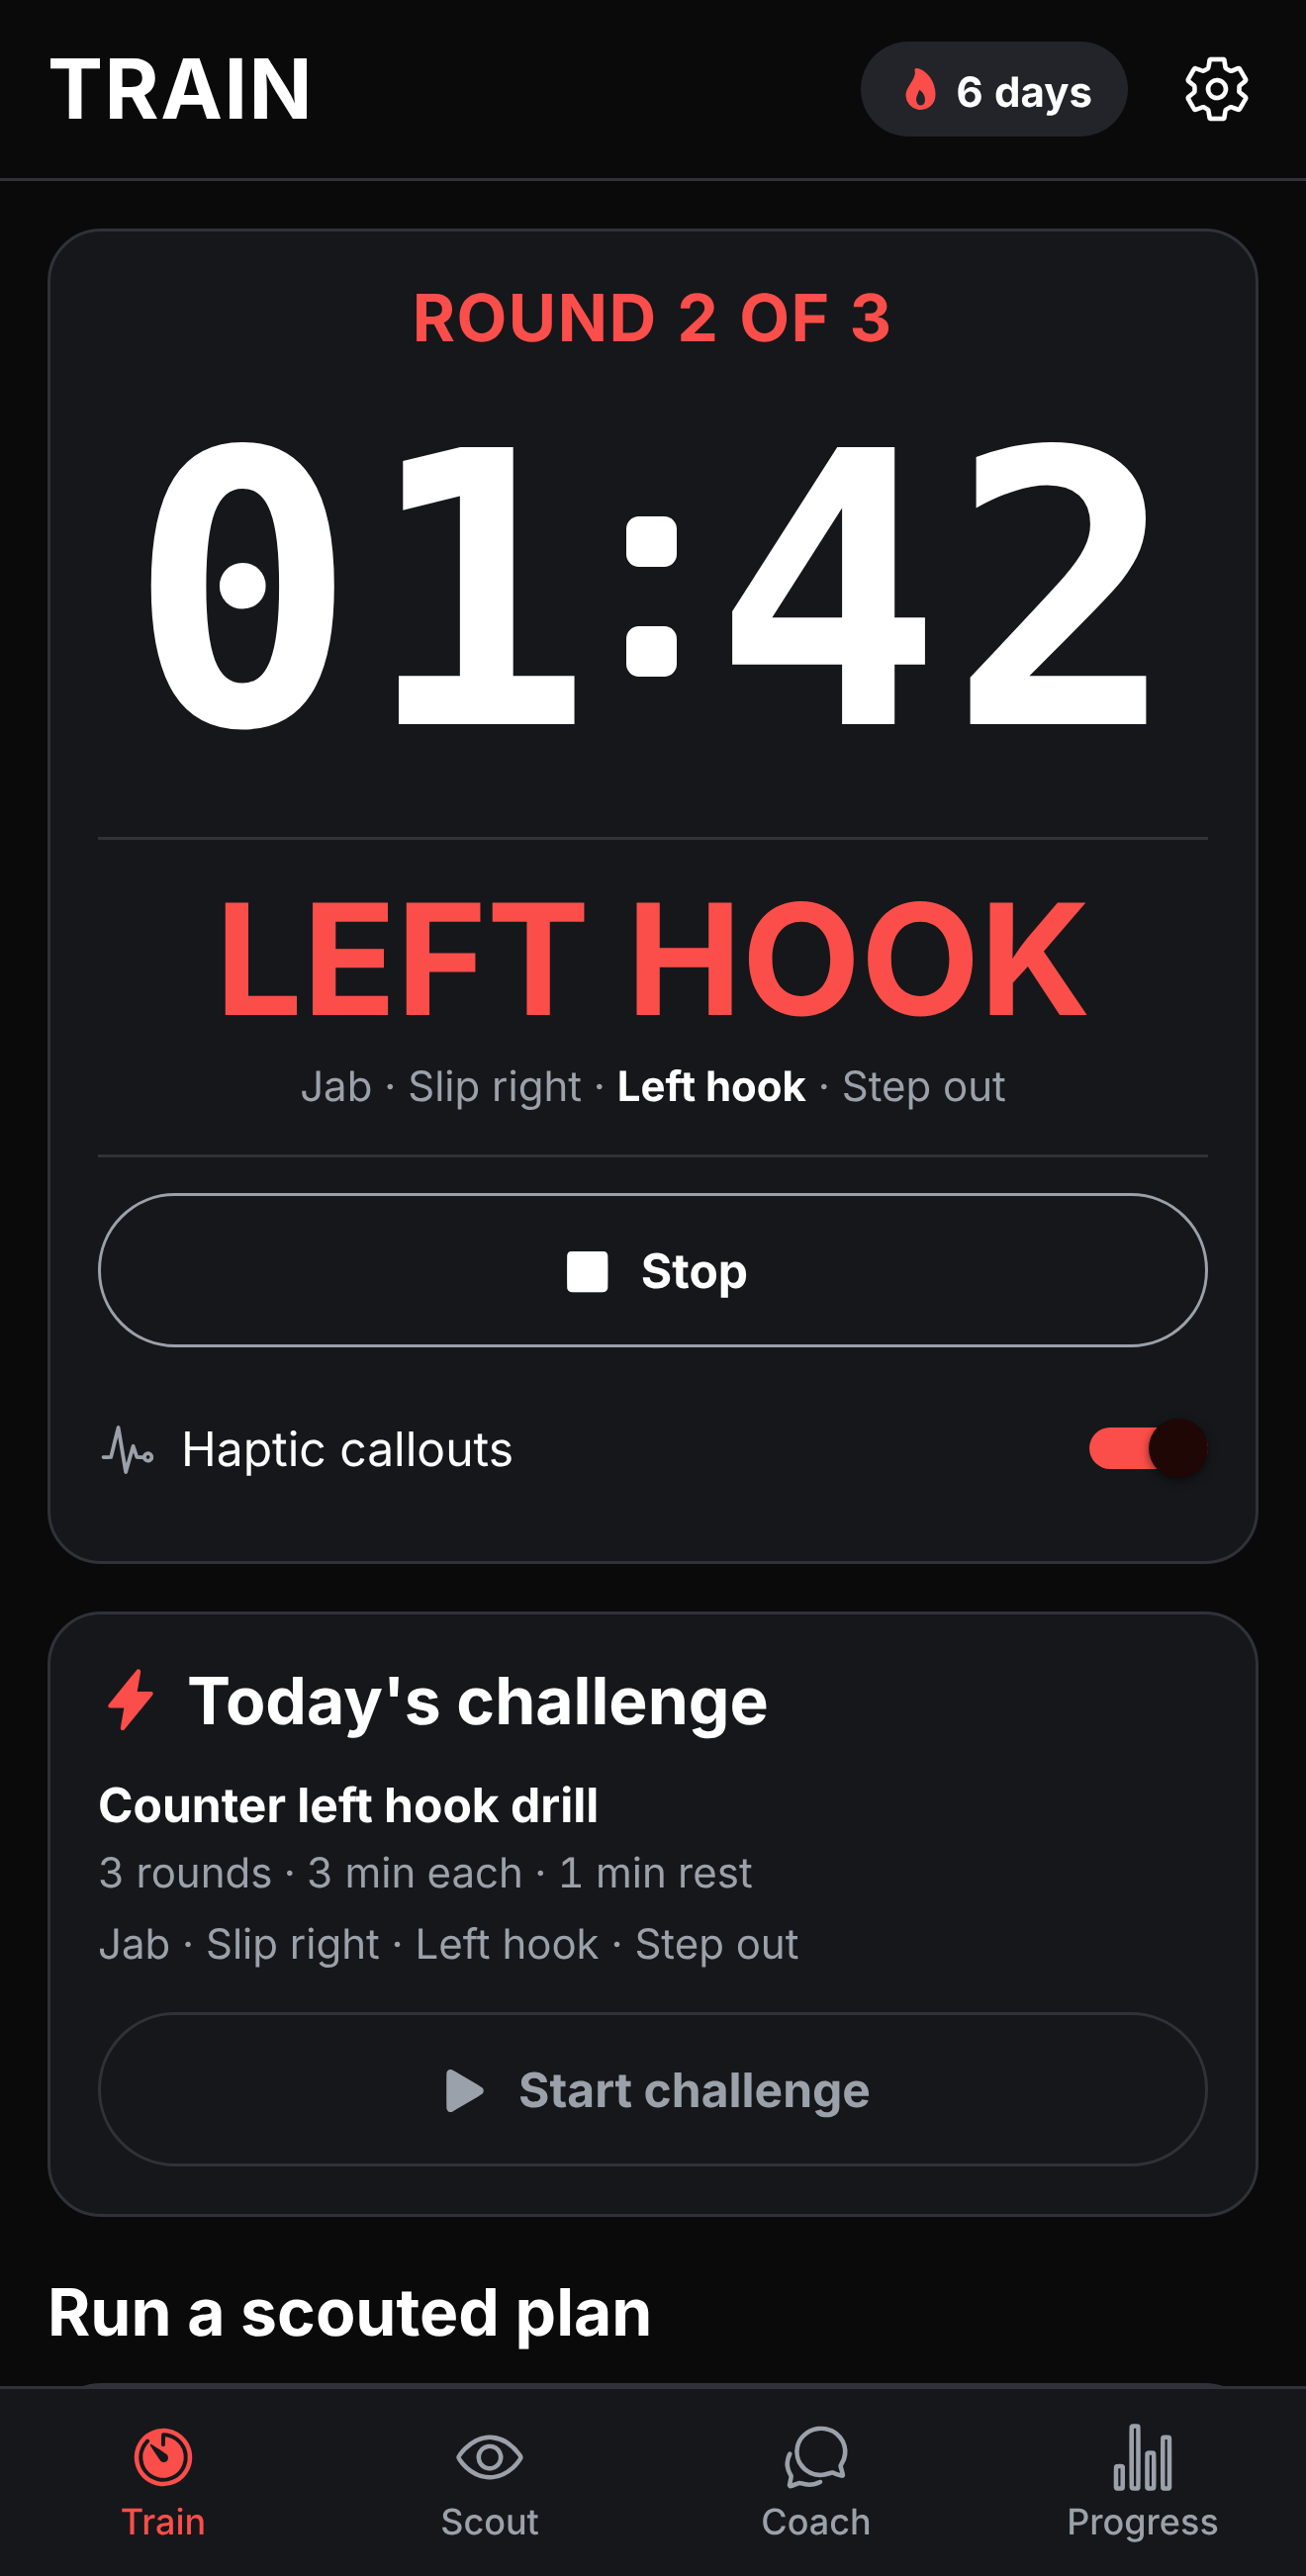 TRAIN
6 days
ROUND 2 OF 3
01:42
LEFT HOOK
Jab · Slip right · Left hook · Step out
Stop
Haptic callouts
Today's challenge
Counter left hook drill
3 rounds · 3 min each · 1 min rest
Jab · Slip right · Left hook · Step out
Start challenge
Run a scouted plan
Train Scout Coach Progress